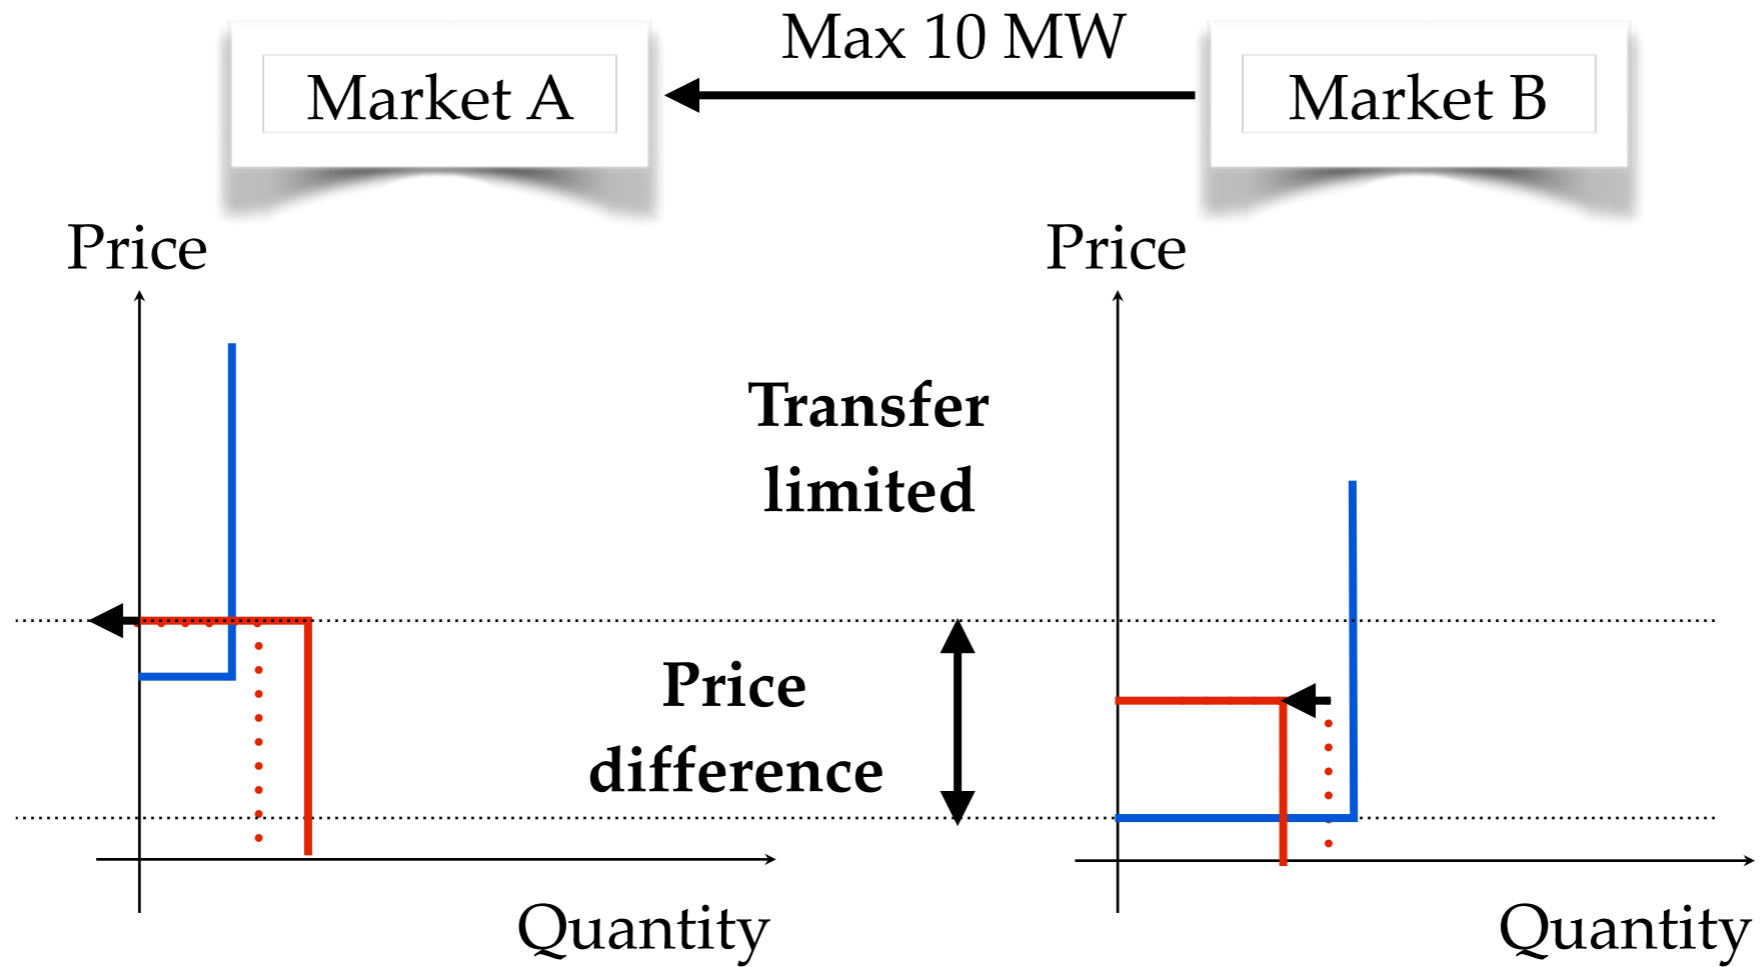 Max 10 MW
Market A
Market B
Price
Price
Transfer
limited
Price
difference
Quantity
Quantity